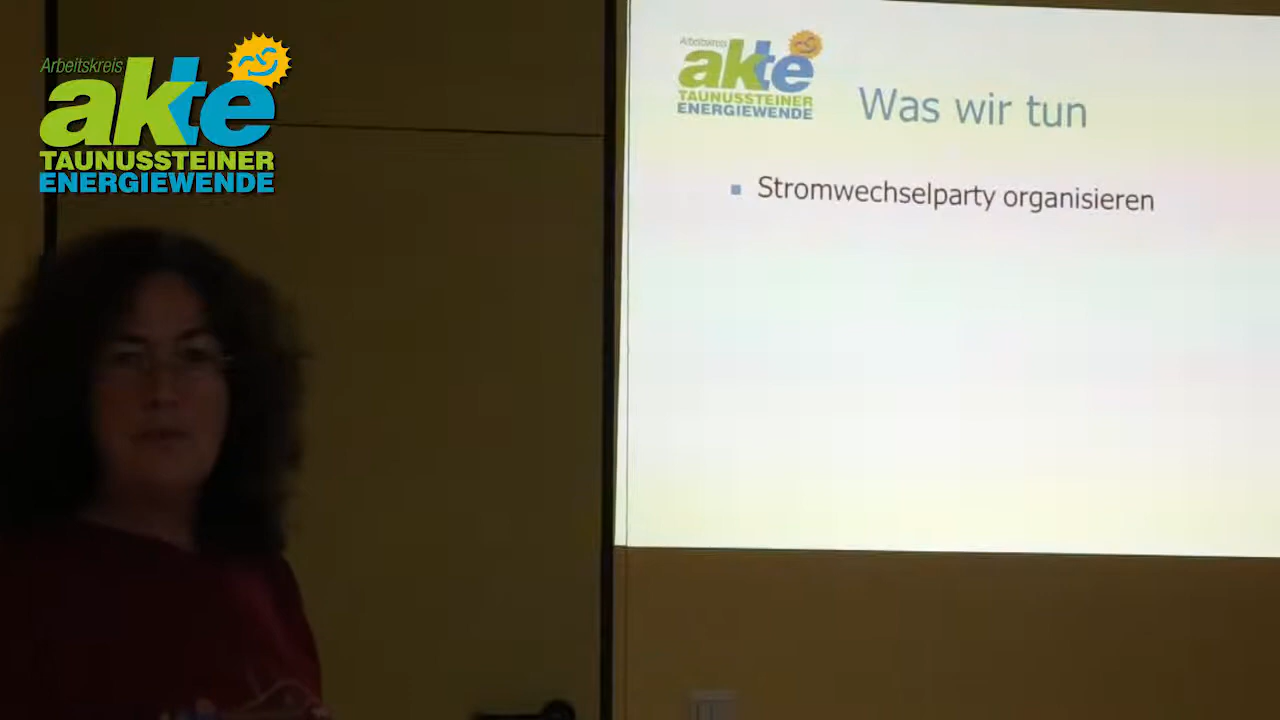 Arbeitskreis
akte
TAUNUSSTEINER
ENERGIEWENDE
Arbeitskreis
akte
TAUNUSSTEINER
ENERGIEWENDE
Was wir tun
Stromwechselparty organisieren